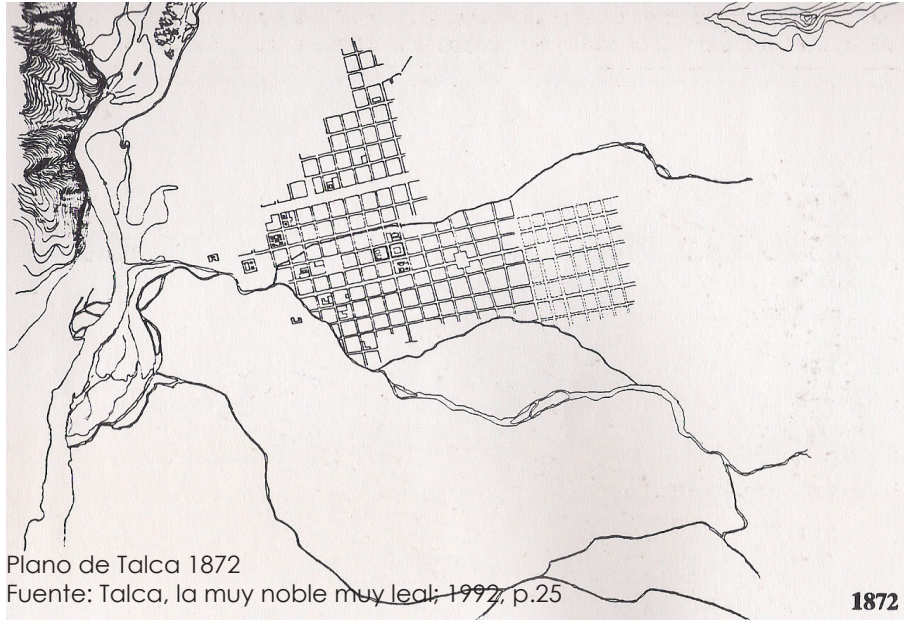 Plano de Talca 1872
Fuente: Talca, la muy noble muy leal; 1992, p.25
1872